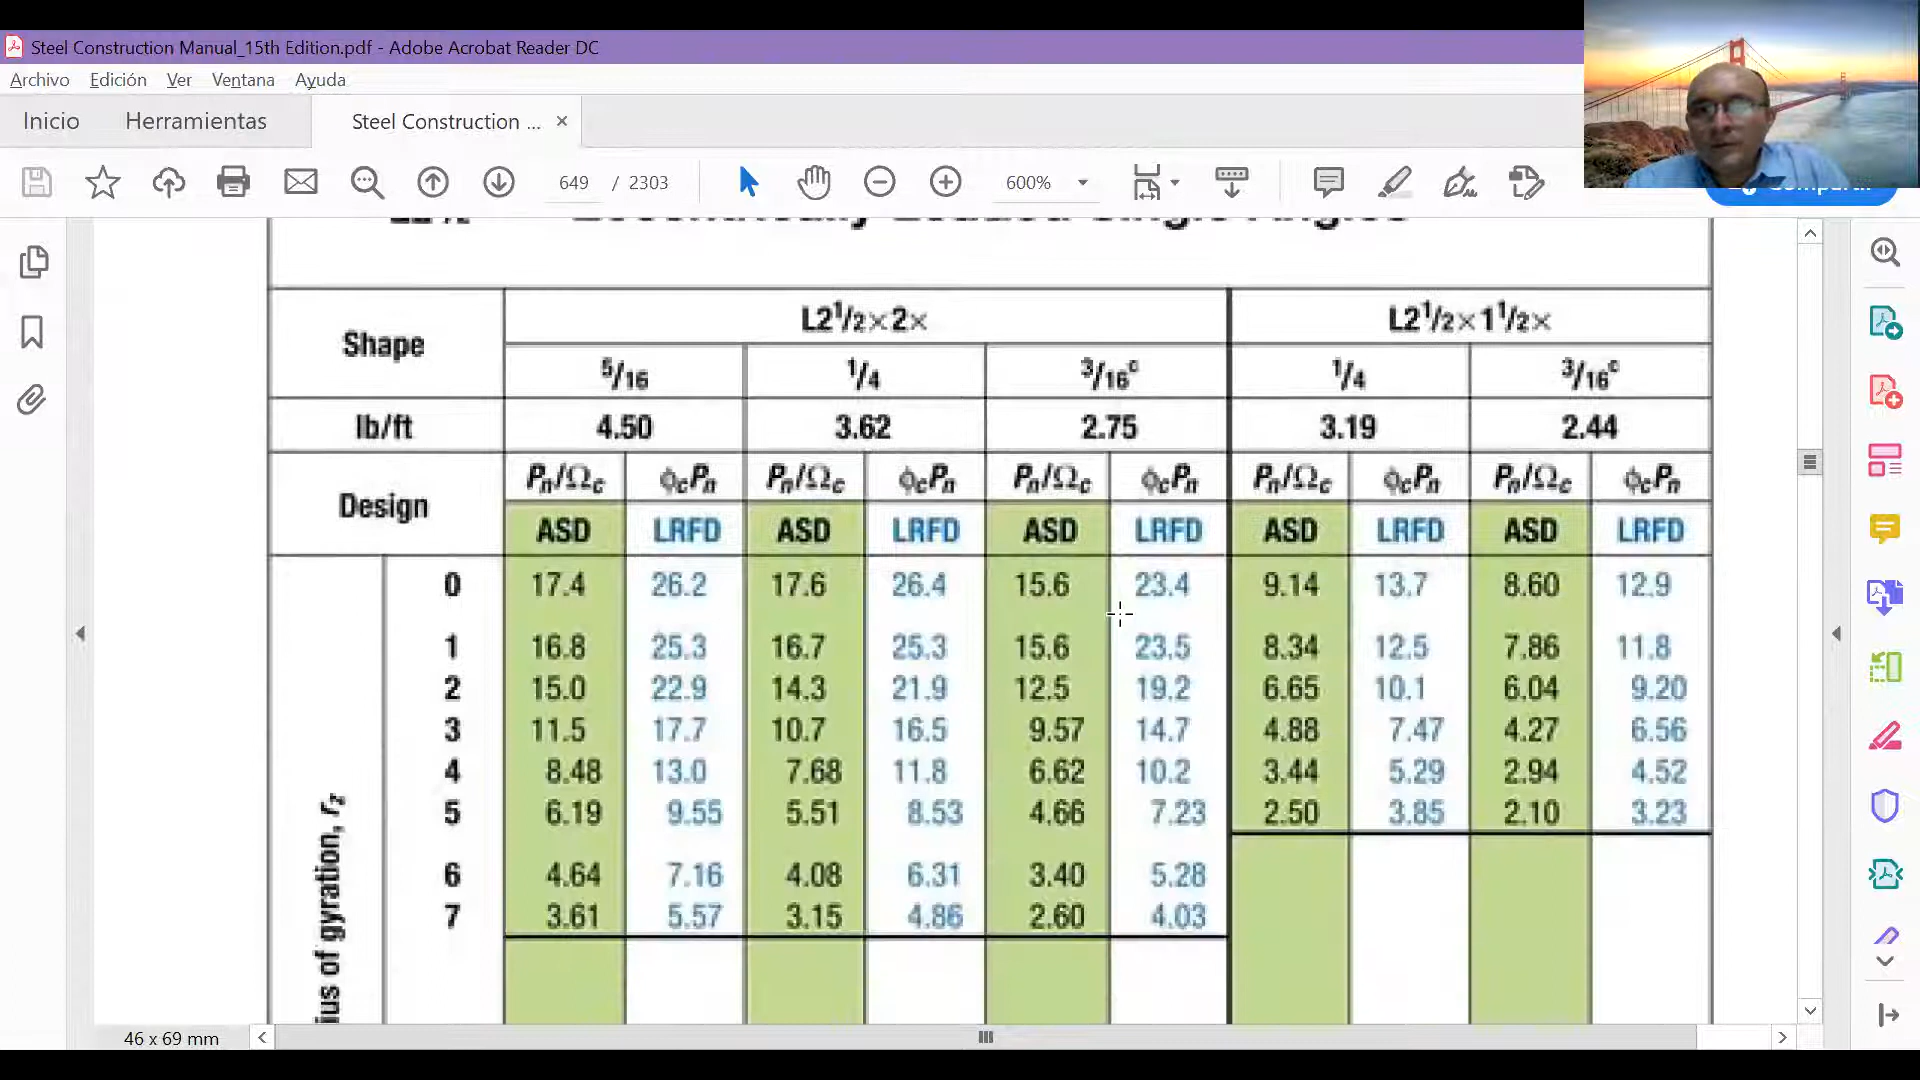 Steel Construction Manual_15th Edition.pdf - Adobe Acrobat Reader DC
Archivo Edición Ver Ventana Ayuda
Inicio Herramientas Steel Construction ... ×
649 / 2303 600%
Eccentrically Loaded Single Angles
Shape L2¹/₂×2× L2¹/₂×1¹/₂×
⁵/₁₆ ¹/₄ ³/₁₆ᶜ ¹/₄ ³/₁₆ᶜ
lb/ft 4.50 3.62 2.75 3.19 2.44
Design Pn/Ωc ϕcPn Pn/Ωc ϕcPn Pn/Ωc ϕcPn Pn/Ωc ϕcPn Pn/Ωc ϕcPn
ASD LRFD ASD LRFD ASD LRFD ASD LRFD ASD LRFD
0 17.4 26.2 17.6 26.4 15.6 23.4 9.14 13.7 8.60 12.9
1 16.8 25.3 16.7 25.3 15.6 23.5 8.34 12.5 7.86 11.8
2 15.0 22.9 14.3 21.9 12.5 19.2 6.65 10.1 6.04 9.20
3 11.5 17.7 10.7 16.5 9.57 14.7 4.88 7.47 4.27 6.56
4 8.48 13.0 7.68 11.8 6.62 10.2 3.44 5.29 2.94 4.52
5 6.19 9.55 5.51 8.53 4.66 7.23 2.50 3.85 2.10 3.23
6 4.64 7.16 4.08 6.31 3.40 5.28
7 3.61 5.57 3.15 4.86 2.60 4.03
ius of gyration, rz
46 x 69 mm